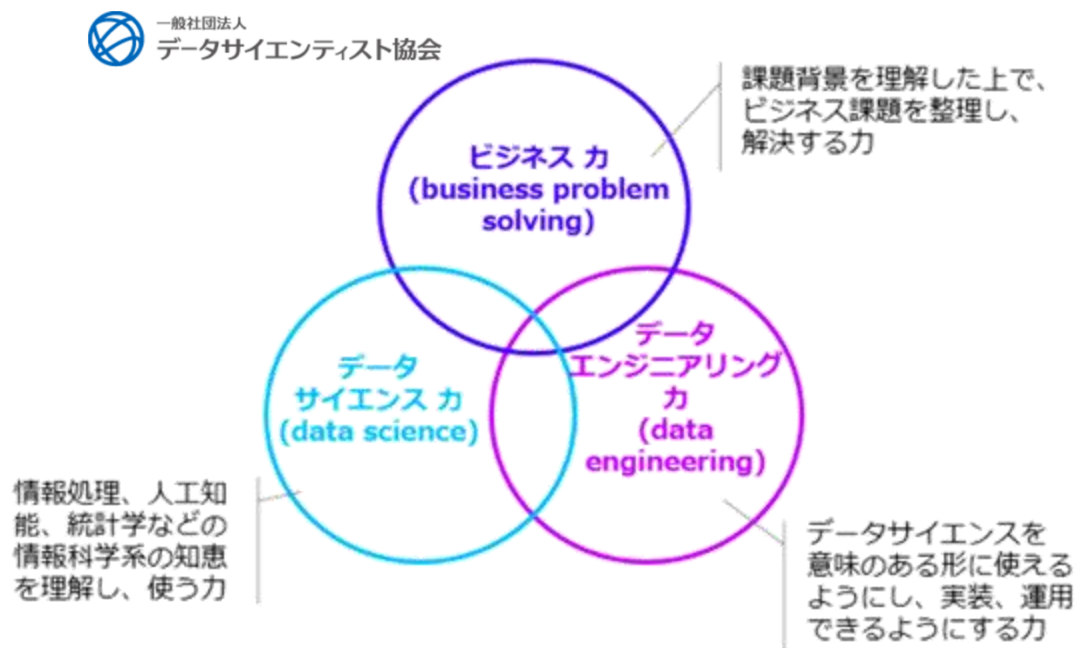 一般社団法人
データサイエンティスト協会
課題背景を理解した上で、
ビジネス課題を整理し、
解決する力
ビジネス 力
(business problem
solving)
データ
サイエンス 力
(data science)
データ
エンジニアリング
力
(data
engineering)
情報処理、人工知
能、統計学などの
情報科学系の知恵
を理解し、使う力
データサイエンスを
意味のある形に使える
ようにし、実装、運用
できるようにする力